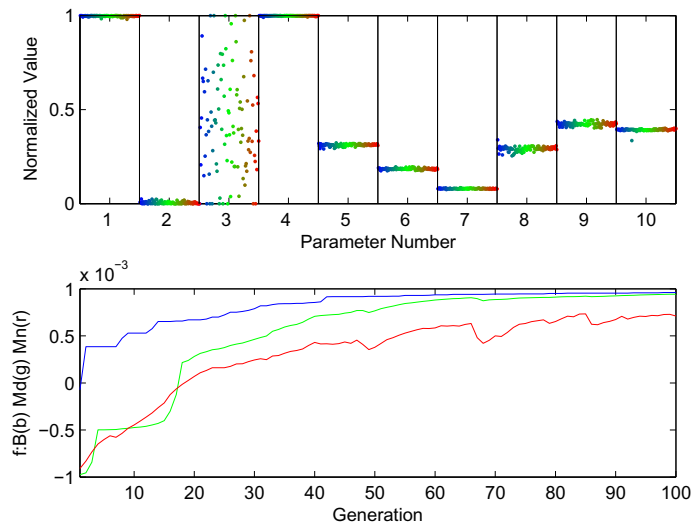 1
0.5
0
Normalized Value
1 2 3 4 5 6 7 8 9 10
Parameter Number
x 10^-3
1
0.5
0
−0.5
−1
f:B(b) Md(g) Mn(r)
10 20 30 40 50 60 70 80 90 100
Generation